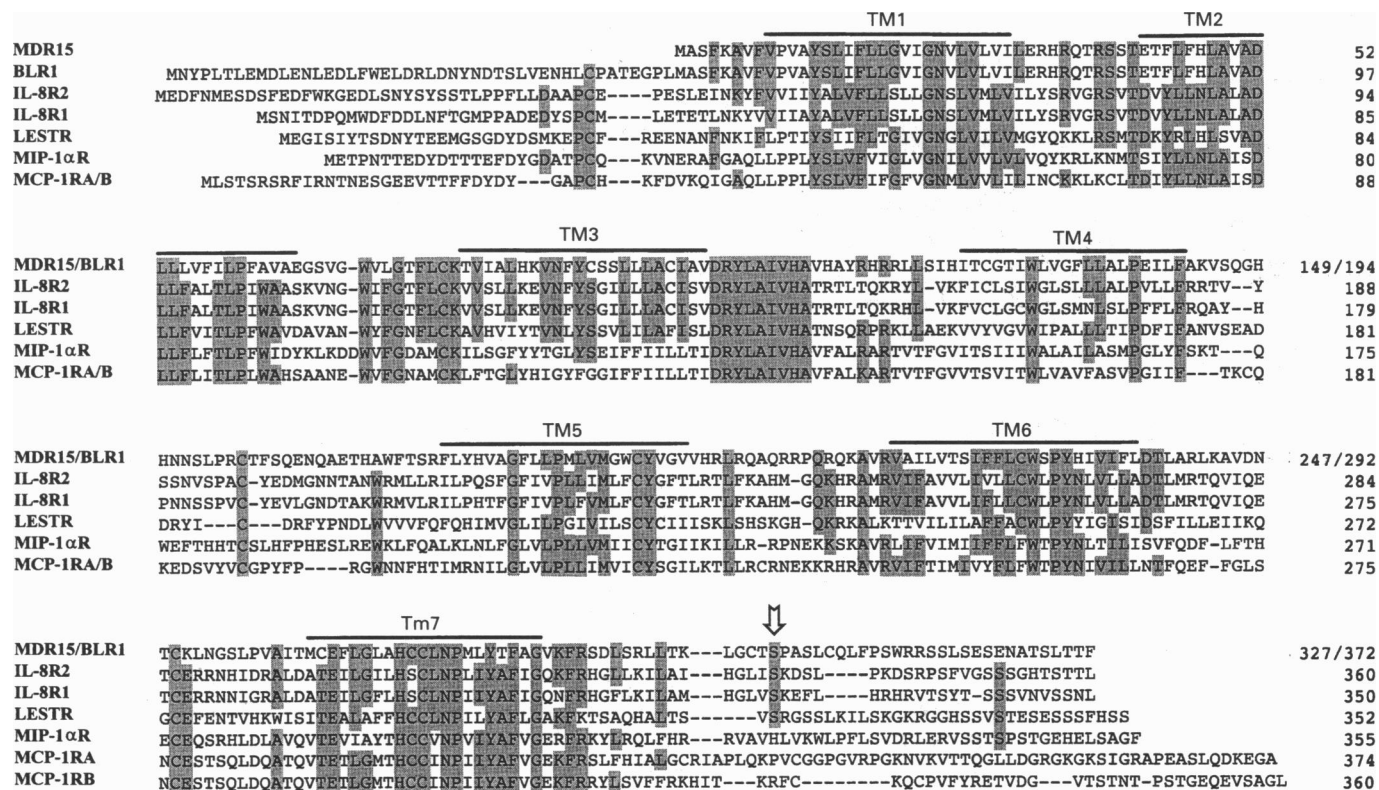 TM1 TM2
MDR15 MASFKAVFVPVAYSLIFLLGVIGNVLVLVILERHRQTRSSTETFLFHLAVAD 52
BLR1 MNYPLTLEMDLENLEDLFWELDRLDNYNDTSLVENHLCPATEGPLMASFKAVFVPVAYSLIFLLGVIGNVLVLVILERHRQTRSSTETFLFHLAVAD 97
IL-8R2 MEDFNMESDSFEDFWKGEDLSNYSYSSTLPPFLLDAAPCE----PESLEINKYFVVIIYALVFLLSLLGNSLVMLVILYSRVGRSVTDVYLLNLALAD 94
IL-8R1 MSNITDPQMWDFDDLNFTGMPPADEDYSPCM----LETETLNKYVVIIAYALVFLLSLLGNSLVMLVILYSRVGRSVTDVYLLNLALAD 85
LESTR MEGISIYTSDNYTEEMGSGDYDSMKEPCF----REENANFNKIFLPTIYSIIFLTGIVGNGLVILVMGYQKKLRSMTDKYRLHLSVAD 84
MIP-1αR METPNTTEDYDTTTEFDYGDATPCQ----KVNERAFGAQLLPPLYSLVFVIGLVGNILVVLVLVQYKRLKNMTSIYLLNLAISD 80
MCP-1RA/B MLSTSRSRFIRNTNESGEEVTTFFDYDY---GAPCH----KFDVKQIGAQLLPPLYSLVFIFGFVGNMLVVLILINCKKLKCLTDIYLLNLAISD 88
TM3 TM4
MDR15/BLR1 LLLVFILPFAVAEGSVG-WVLGTFLCKTVIALHKVNFYCSSLLLACIAVDRYLAIVHAVHAYRHRRLLSIHITCGTIWLVGFLLALPEILFAKVSQGH 149/194
IL-8R2 LLFALTLPIWAASKVNG-WIFGTFLCKVVSLLKEVNFYSGILLLACISVDRYLAIVHATRTLTQKRYL-VKFICLSIWGLSLLLALPVLLFRRTV--Y 188
IL-8R1 LLFALTLPIWAASKVNG-WIFGTFLCKVVSLLKEVNFYSGILLLACISVDRYLAIVHATRTLTQKRHL-VKFVCLGCWGLSMNLSLPFFLFRQAY--H 179
LESTR LLFVITLPFWAVDAVAN-WYFGNFLCKAVHVIYTVNLYSSVLILAFISLDRYLAIVHATNSQRPRKLLAEKVVYVGVWIPALLLTIPDFIFANVSEAD 181
MIP-1αR LLFLFTLPFWIDYKLKDDWVFGDAMCKILSGFYYTGLYSEIFFIILLTIDRYLAIVHAVFALRARTVTFGVITSIIIWALAILASMPGLYFSKT---Q 175
MCP-1RA/B LLFLITLPLWAHSAANE-WVFGNAMCKLFTGLYHIGYFGGIFFIILLTIDRYLAIVHAVFALKARTVTFGVVTSVITWLVAVFASVPGIIF---TKCQ 181
TM5 TM6
MDR15/BLR1 HNNSLPRCTFSQENQAETHAWFTSRFLYHVAGFLLPMLVMGWCYVGVVHRLRQAQRRPQRQKAVRVAILVTSIFFLCWSPYHIVIFLDTLARLKAVDN 247/292
IL-8R2 SSNVSPAC-YEDMGNNTANWRMLLRILPQSFGFIVPLLIMLFCYGFTLRTLFKAHM-GQKHRAMRVIFAVVLIVLLCWLPYNLVLLADTLMRTQVIQE 284
IL-8R1 PNNSSPVC-YEVLGNDTAKWRMVLRILPHTFGFIVPLFVMLFCYGFTLRTLFKAHM-GQKHRAMRVIFAVVLIFLLCWLPYNLVLLADTLMRTQVIQE 275
LESTR DRYI---C---DRFYPNDLWVVVFQFQHIMVGLILPGIVILSCYCIIISKLSHSKGH-QKRKALKTTVILILAFFACWLPYYIGISIDSFILLEIIKQ 272
MIP-1αR WEFTHHTCSLHFPHESLREWKLFQALKLNLFGLVLPLLVMIICYTGIIKILLR-RPNEKKSKAVRLIFVIMIIFFLFWTPYNLTILISVFQDF-LFTH 271
MCP-1RA/B KEDSVYVCGPYFP----RGWNNFHTIMRNILGLVLPLLIMVICYSGILKTLLRCRNEKKRHRAVRVIFTIMIVYFLFWTPYNIVILLNTFQEF-FGLS 275
Tm7
MDR15/BLR1 TCKLNGSLPVAITMCEFLGLAHCCLNPMLYTFAGVKFRSDLSRLLTK---LGCTSPASLCQLFPSWRRSSLSESENATSLTTF 327/372
IL-8R2 TCERRNHIDRALDATEILGILHSCLNPLIYAFIGQKFRHGLLKILAI---HGLISKDSL----PKDSRPSFVGSSSGHTSTTL 360
IL-8R1 TCERRNNIGRALDATEILGFLHSCLNPIIYAFIGQNFRHGFLKILAM---HGLVSKEFL----HRHRVTSYT-SSSVNVSSNL 350
LESTR GCEFENTVHKWISITEALAFFHCCLNPILYAFLGAKFKTSAQHALTS------VSRGSSLKILSKGKRGGHSSVSTESESSSFHSS 352
MIP-1αR ECEQSRHLDLAVQVTEVIAYTHCCVNPVIYAFVGERFRKYLRQLFHR---RVAVHLVKWLPFLSVDRLERVSSTSPSTGEHELSAGF 355
MCP-1RA NCESTSQLDQATQVTETLGMTHCCINPIIYAFVGEKFRSLFHIALGCRIAPLQKPVCGGPGVRPGKNVKVTTQGLLDGRGKGKSIGRAPEASLQDKEGA 374
MCP-1RB NCESTSQLDQATQVTETLGMTHCCINPIIYAFVGEKFRRYLSVFFRKHIT---KRFC------KQCPVFYRETVDG---VTSTNT-PSTGEQEVSAGL 360